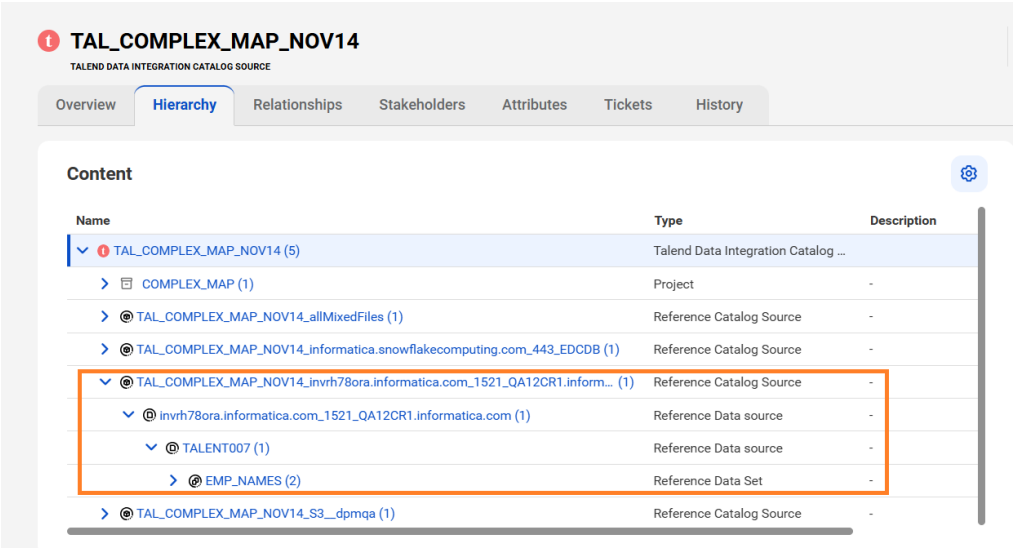 t TAL_COMPLEX_MAP_NOV14
TALEND DATA INTEGRATION CATALOG SOURCE
Overview Hierarchy Relationships Stakeholders Attributes Tickets History
Content
Name Type Description
t TAL_COMPLEX_MAP_NOV14 (5) Talend Data Integration Catalog ...
COMPLEX_MAP (1) Project -
TAL_COMPLEX_MAP_NOV14_allMixedFiles (1) Reference Catalog Source -
TAL_COMPLEX_MAP_NOV14_informatica.snowflakecomputing.com_443_EDCDB (1) Reference Catalog Source -
TAL_COMPLEX_MAP_NOV14_invrh78ora.informatica.com_1521_QA12CR1.inform... (1) Reference Catalog Source -
invrh78ora.informatica.com_1521_QA12CR1.informatica.com (1) Reference Data source -
TALENT007 (1) Reference Data source -
EMP_NAMES (2) Reference Data Set -
TAL_COMPLEX_MAP_NOV14_S3__dpmqa (1) Reference Catalog Source -